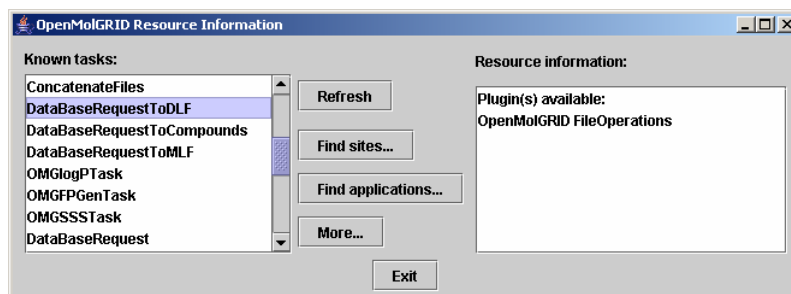 OpenMolGRID Resource Information
Known tasks:
ConcatenateFiles
DataBaseRequestToDLF
DataBaseRequestToCompounds
DataBaseRequestToMLF
OMGlogPTask
OMGFPGenTask
OMGSSSTask
DataBaseRequest
Refresh
Find sites...
Find applications...
More...
Resource information:
Plugin(s) available:
OpenMolGRID FileOperations
Exit